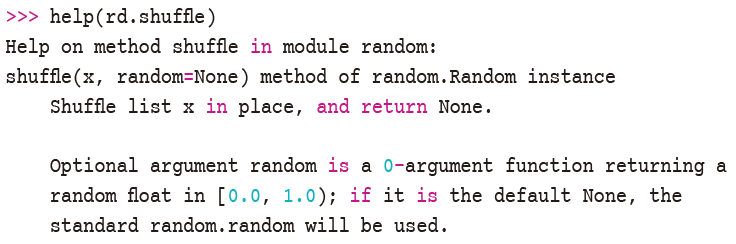 >>> help(rd.shuffle)
Help on method shuffle in module random:
shuffle(x, random=None) method of random.Random instance
    Shuffle list x in place, and return None.

    Optional argument random is a 0-argument function returning a
    random float in [0.0, 1.0); if it is the default None, the
    standard random.random will be used.